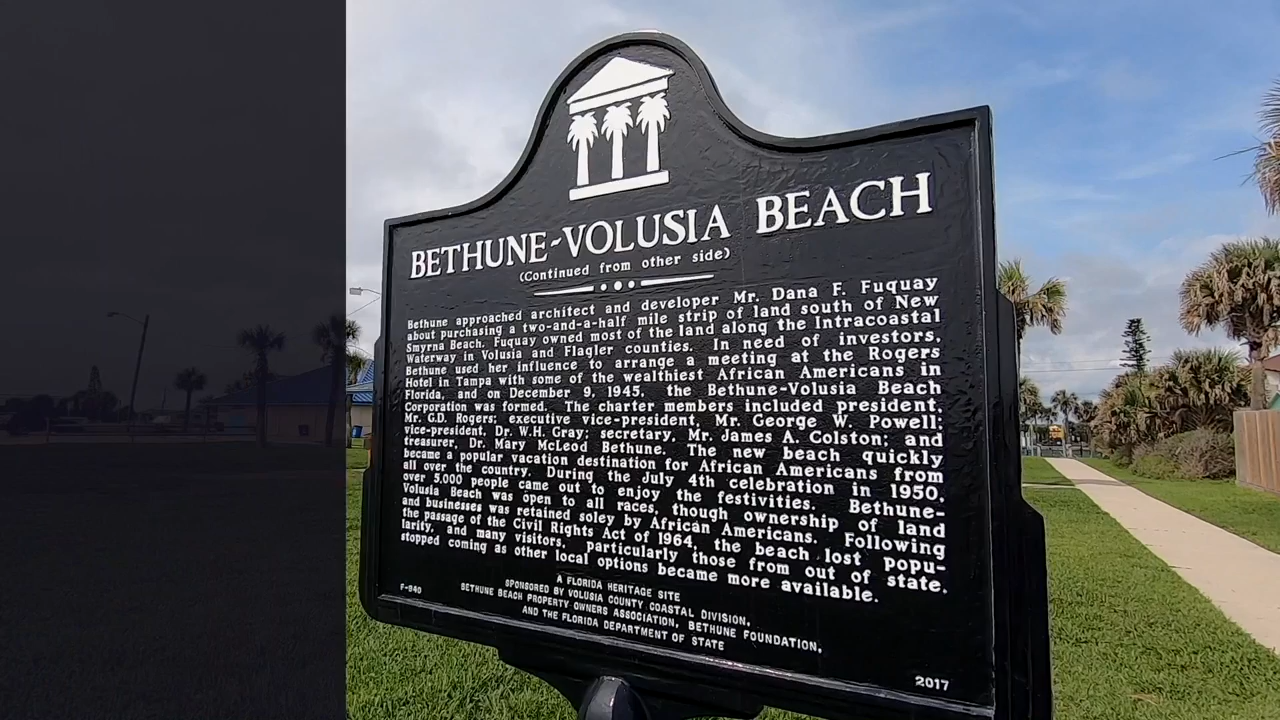 BETHUNE-VOLUSIA BEACH
(Continued from other side)
Bethune approached architect and developer Mr. Dana F. Fuquay
about purchasing a two-and-a-half mile strip of land south of New
Smyrna Beach. Fuquay owned most of the land along the Intracoastal
Waterway in Volusia and Flagler counties. In need of investors,
Bethune used her influence to arrange a meeting at the Rogers
Hotel in Tampa with some of the wealthiest African Americans in
Florida, and on December 9, 1945, the Bethune-Volusia Beach
Corporation was formed. The charter members included president,
Mr. G.D. Rogers; executive vice-president, Mr. George W. Powell;
vice-president, Dr. W.H. Gray; secretary, Mr. James A. Colston; and
treasurer, Dr. Mary McLeod Bethune. The new beach quickly
became a popular vacation destination for African Americans from
all over the country. During the July 4th celebration in 1950,
over 5,000 people came out to enjoy the festivities. Bethune-
Volusia Beach was open to all races, though ownership of land
and businesses was retained soley by African Americans. Following
the passage of the Civil Rights Act of 1964, the beach lost popu-
larity, and many visitors, particularly those from out of state,
stopped coming as other local options became more available.
A FLORIDA HERITAGE SITE
SPONSORED BY VOLUSIA COUNTY COASTAL DIVISION,
BETHUNE BEACH PROPERTY OWNERS ASSOCIATION, BETHUNE FOUNDATION,
AND THE FLORIDA DEPARTMENT OF STATE
F-940
2017